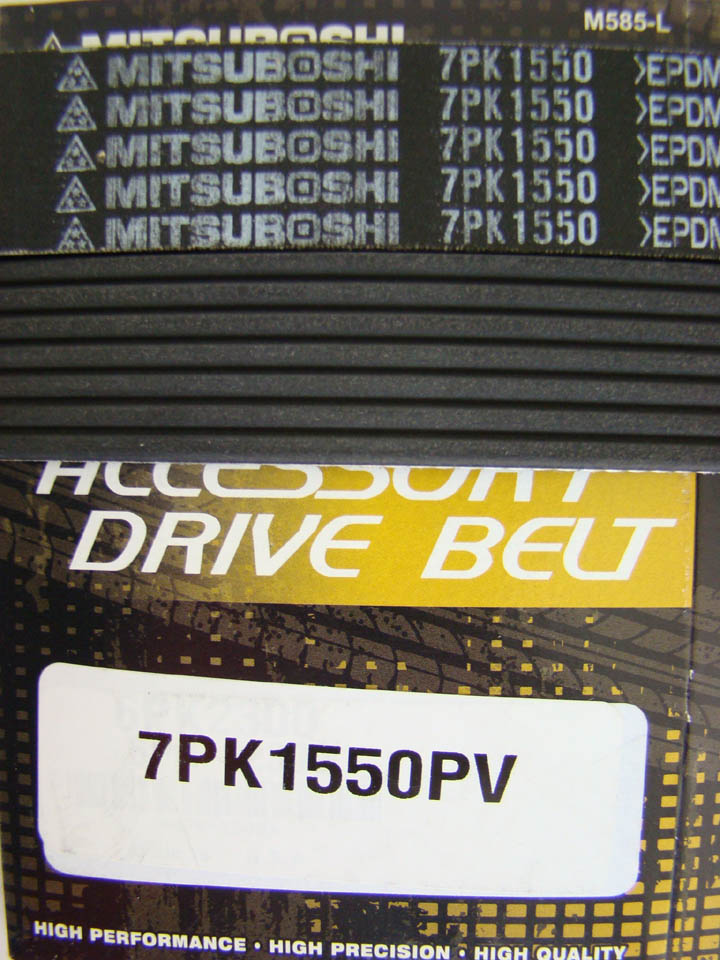 M585-L
MITSUBOSHI
MITSUBOSHI 7PK1550 >EPDM
MITSUBOSHI 7PK1550 >EPDM
MITSUBOSHI 7PK1550 >EPDM
MITSUBOSHI 7PK1550 >EPDM
MITSUBOSHI 7PK1550 >EPDM
ACCESSORY
DRIVE BELT
7PK1550PV
HIGH PERFORMANCE · HIGH PRECISION · HIGH QUALITY